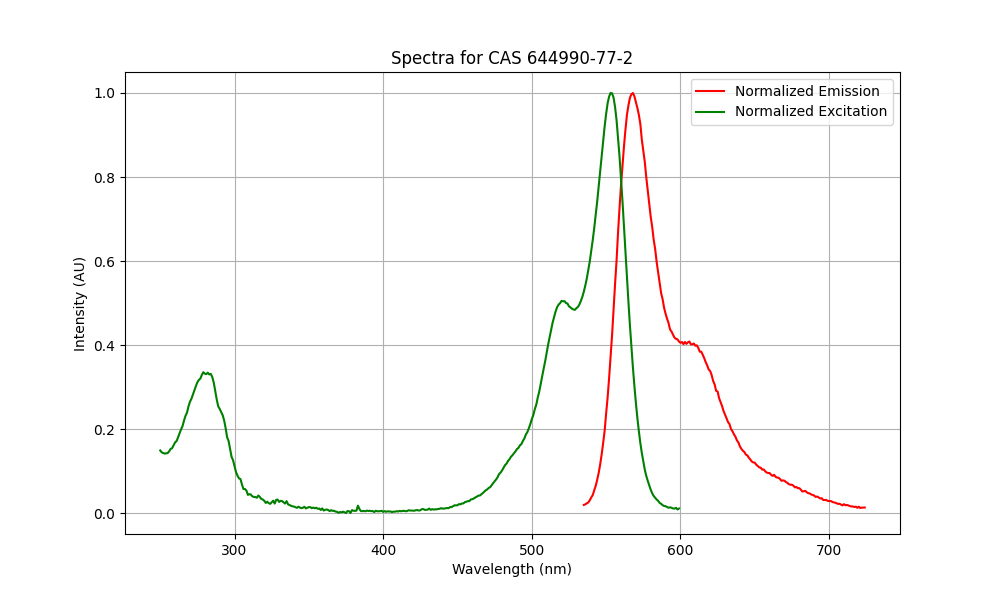 Spectra for CAS 644990-77-2
Normalized Emission
Normalized Excitation
1.0
0.8
0.6
0.4
0.2
0.0
Intensity (AU)
300
400
500
600
700
Wavelength (nm)